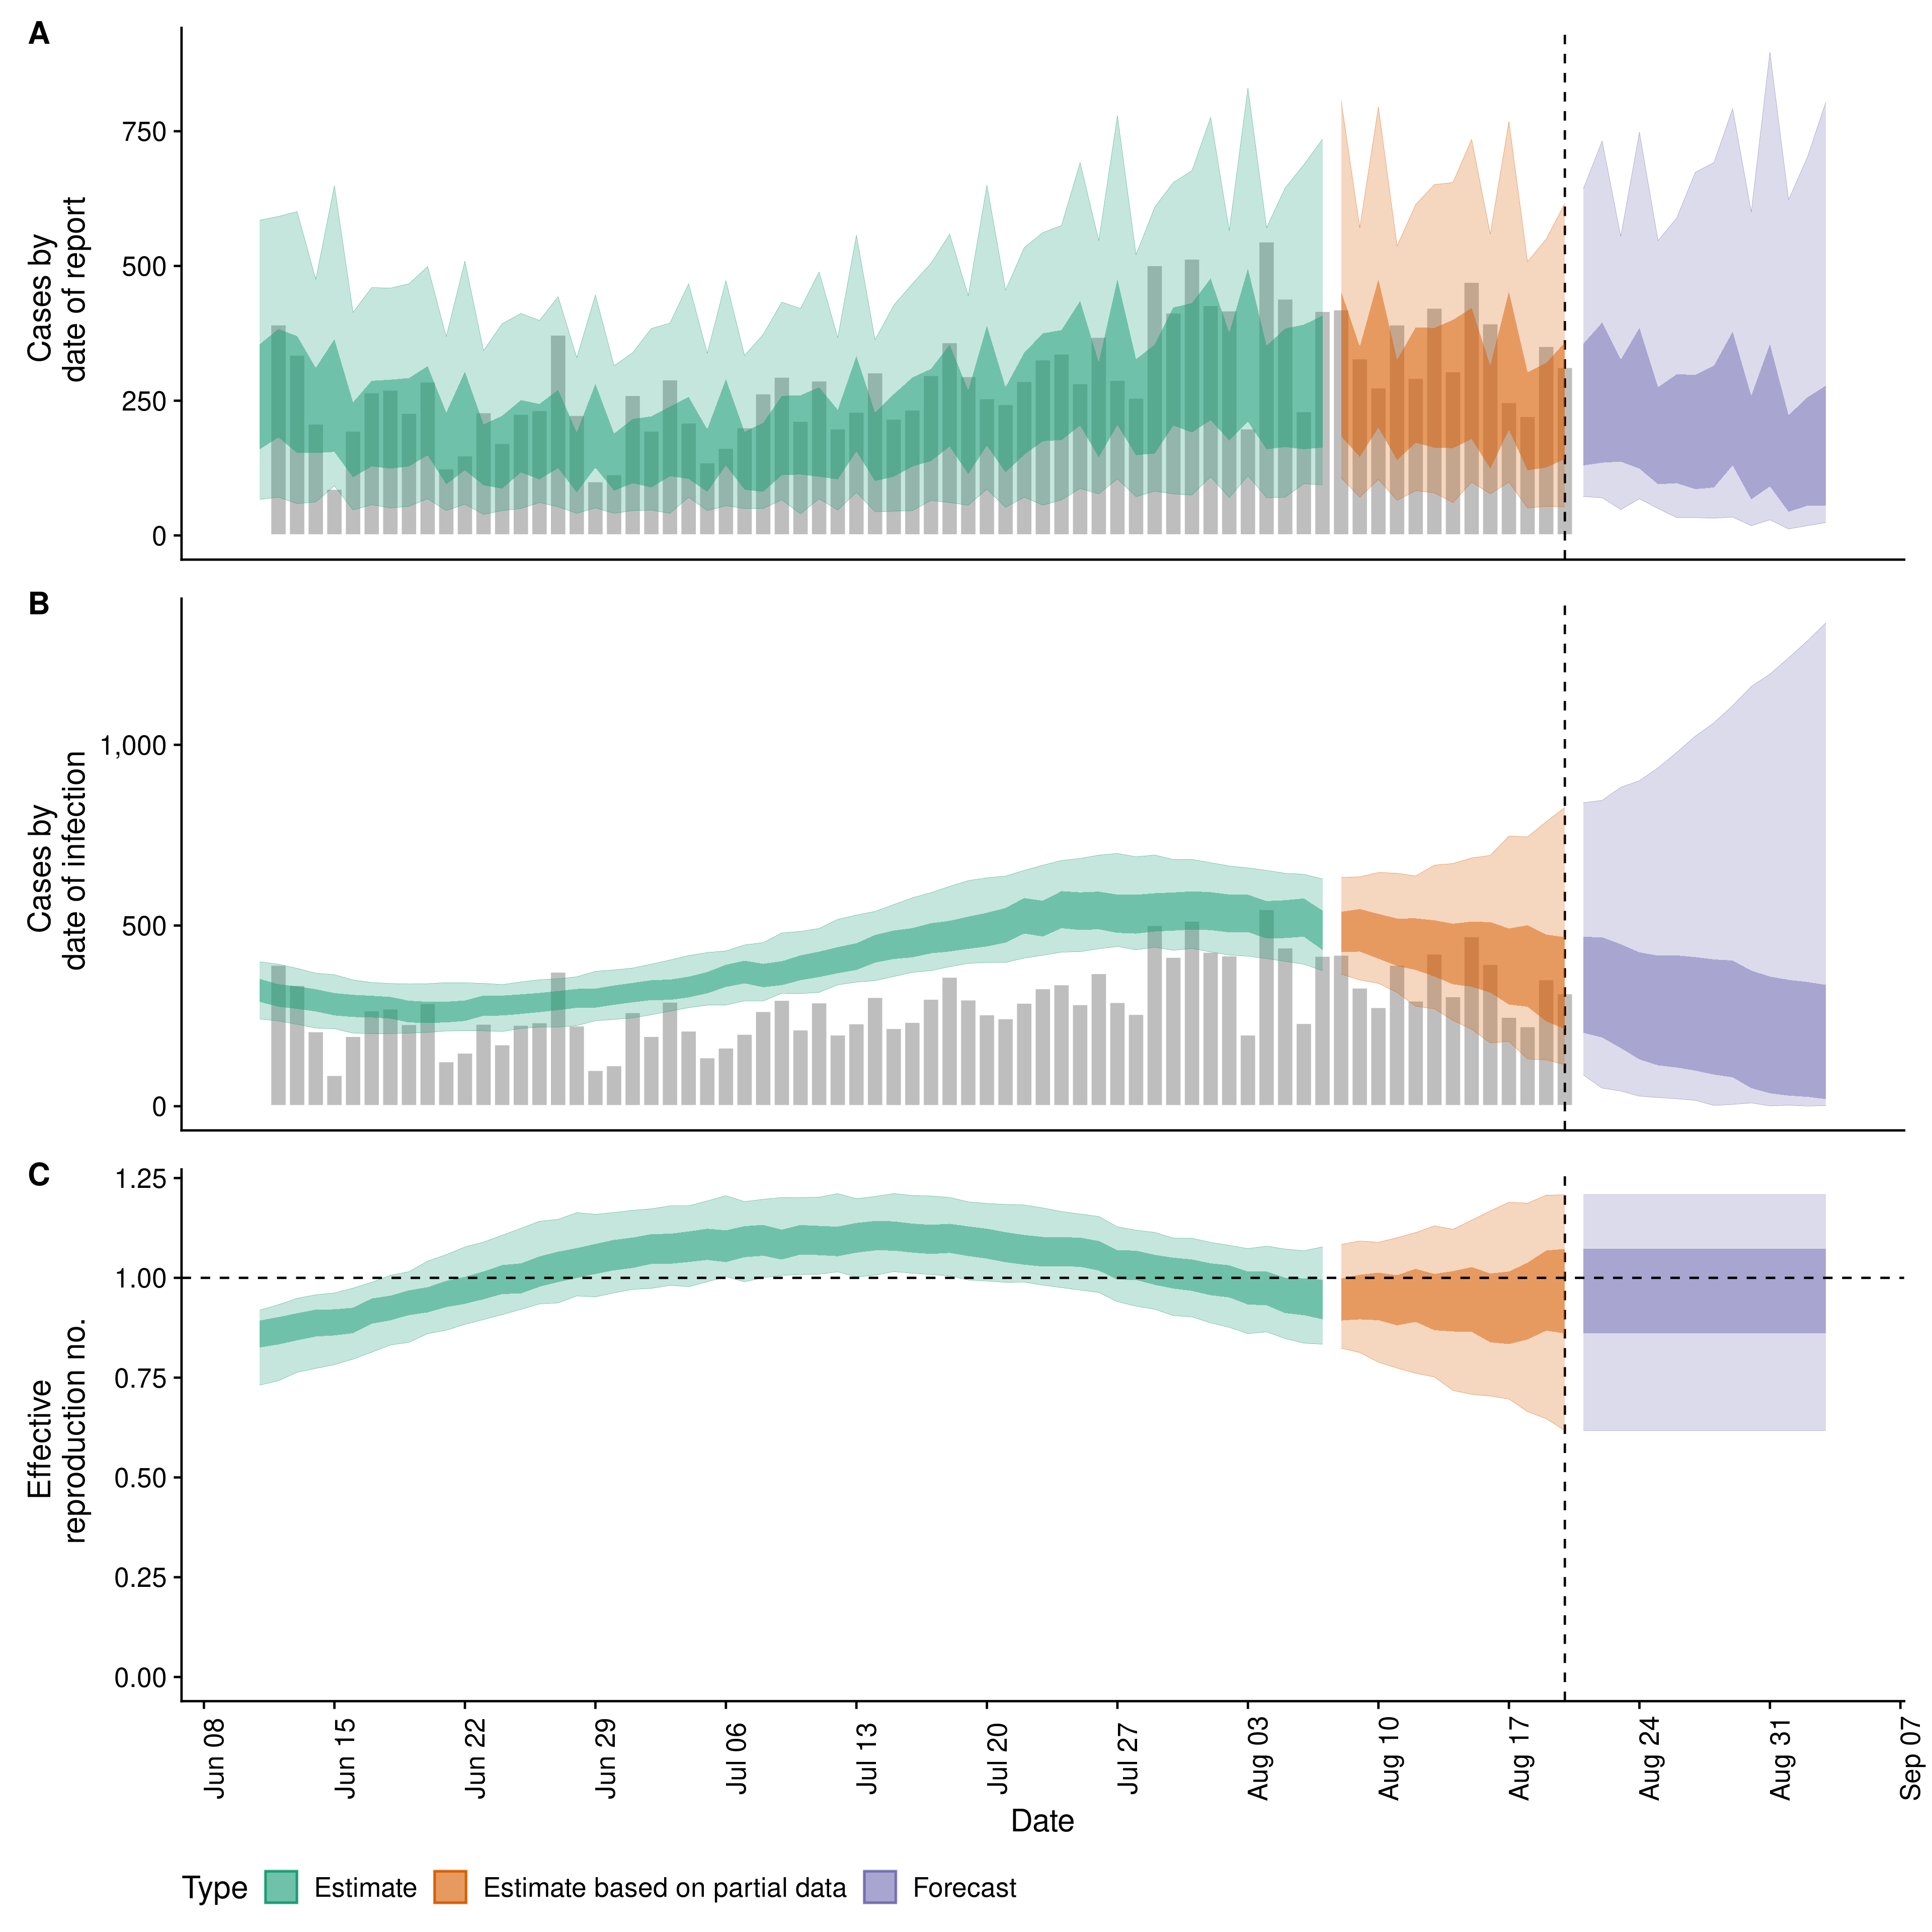 A
Cases by
date of report
750
500
250
0
B
Cases by
date of infection
1,000
500
0
C
Effective
reproduction no.
1.25
1.00
0.75
0.50
0.25
0.00
Jun 08
Jun 15
Jun 22
Jun 29
Jul 06
Jul 13
Jul 20
Jul 27
Aug 03
Aug 10
Aug 17
Aug 24
Aug 31
Sep 07
Date
Type Estimate Estimate based on partial data Forecast